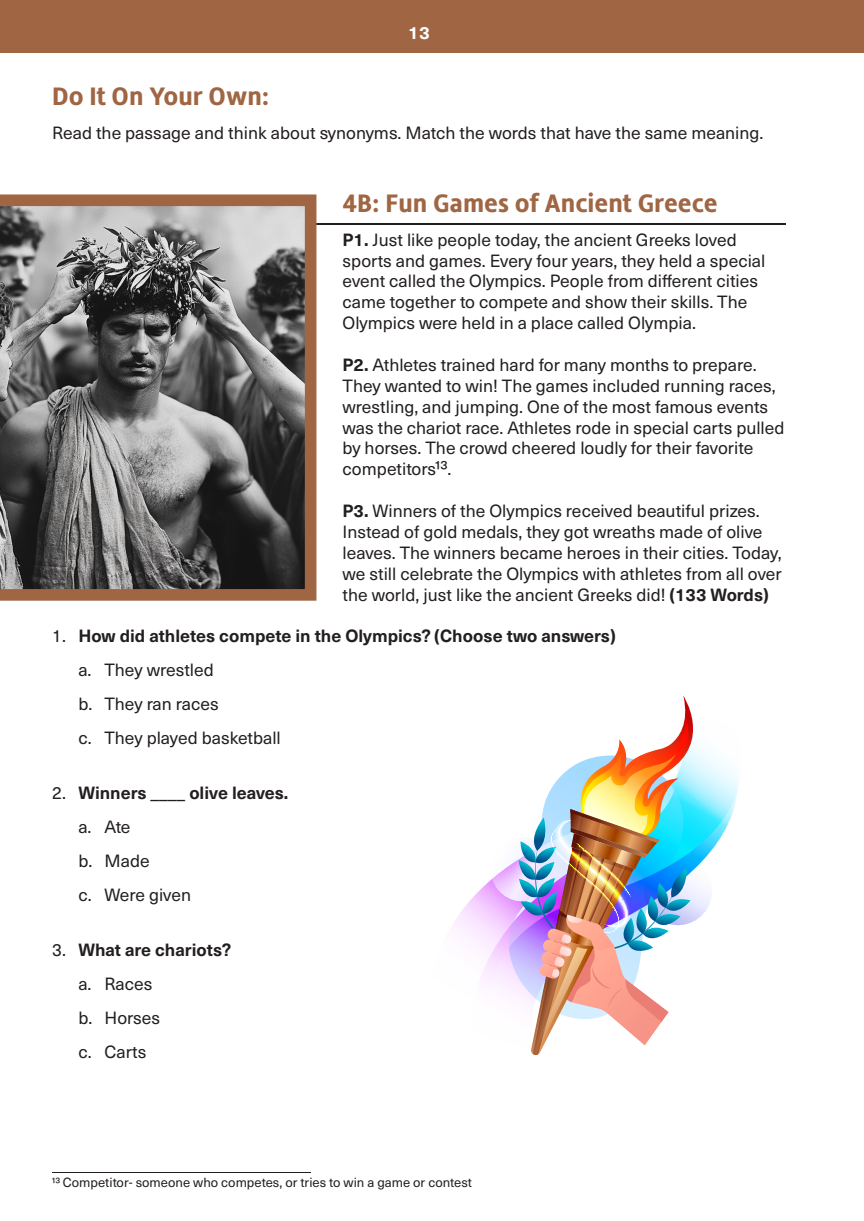 13
Do It On Your Own:
Read the passage and think about synonyms. Match the words that have the same meaning.
4B: Fun Games of Ancient Greece
P1. Just like people today, the ancient Greeks loved
sports and games. Every four years, they held a special
event called the Olympics. People from different cities
came together to compete and show their skills. The
Olympics were held in a place called Olympia.
P2. Athletes trained hard for many months to prepare.
They wanted to win! The games included running races,
wrestling, and jumping. One of the most famous events
was the chariot race. Athletes rode in special carts pulled
by horses. The crowd cheered loudly for their favorite
competitors¹³.
P3. Winners of the Olympics received beautiful prizes.
Instead of gold medals, they got wreaths made of olive
leaves. The winners became heroes in their cities. Today,
we still celebrate the Olympics with athletes from all over
the world, just like the ancient Greeks did! (133 Words)
1. How did athletes compete in the Olympics? (Choose two answers)
a. They wrestled
b. They ran races
c. They played basketball
2. Winners ____ olive leaves.
a. Ate
b. Made
c. Were given
3. What are chariots?
a. Races
b. Horses
c. Carts
¹³ Competitor- someone who competes, or tries to win a game or contest